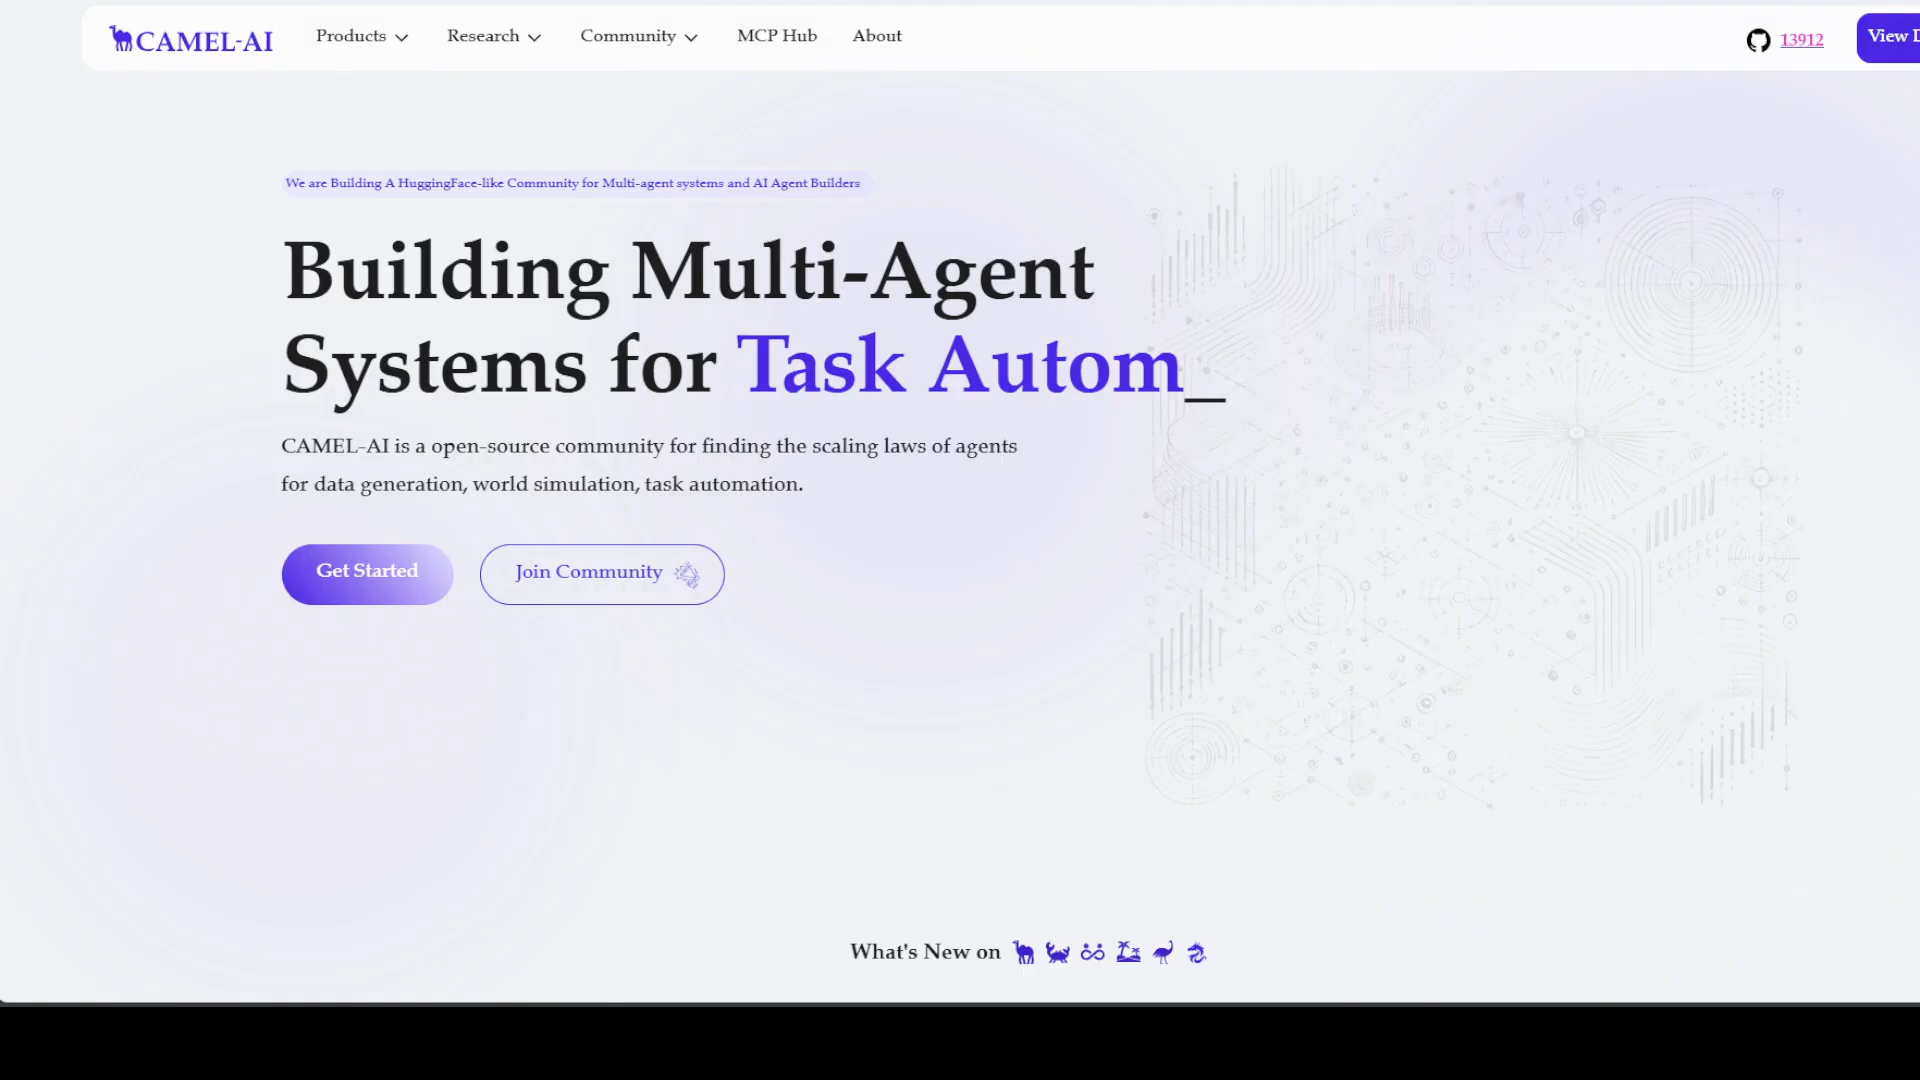 CAMEL-AI Products Research Community MCP Hub About 13912 View
We are Building A HuggingFace-like Community for Multi-agent systems and AI Agent Builders
Building Multi-Agent
Systems for Task Autom_
CAMEL-AI is a open-source community for finding the scaling laws of agents
for data generation, world simulation, task automation.
Get Started Join Community
What's New on